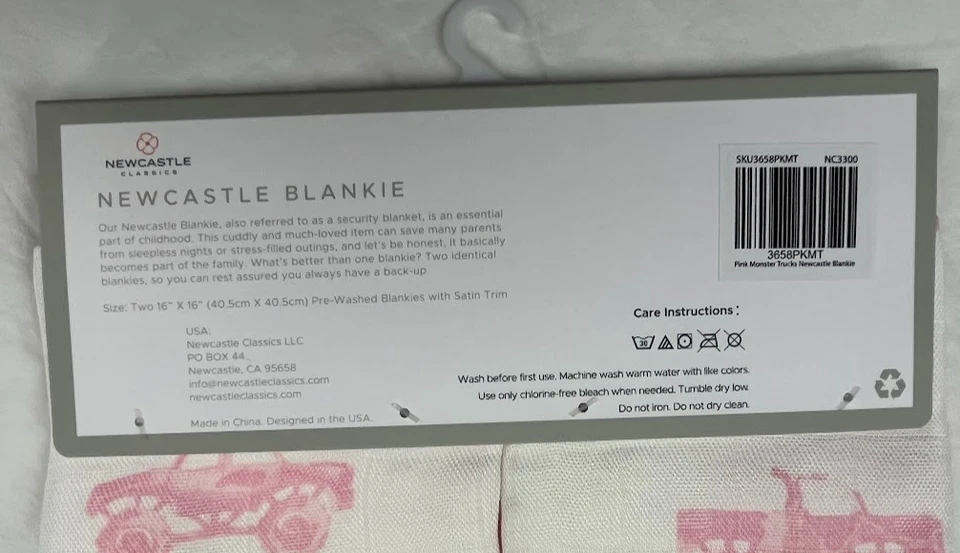 NEWCASTLE
CLASSICS
NEWCASTLE BLANKIE
Our Newcastle Blankie, also referred to as a security blanket, is an essential
part of childhood. This cuddly and much-loved item can save many parents
from sleepless nights or stress-filled outings, and let's be honest, it basically
becomes part of the family. What's better than one blankie? Two identical
blankies, so you can rest assured you always have a back-up
Size: Two 16" X 16" (40.5cm X 40.5cm) Pre-Washed Blankies with Satin Trim
USA:
Newcastle Classics LLC
PO BOX 44
Newcastle, CA 95658
info@newcastleclassics.com
newcastleclassics.com
Made in China. Designed in the USA.
SKU3658PKMT NC3300
3658PKMT
Pink Monster Trucks Newcastle Blankie
Care Instructions:
30
Wash before first use. Machine wash warm water with like colors.
Use only chlorine-free bleach when needed. Tumble dry low.
Do not iron. Do not dry clean.